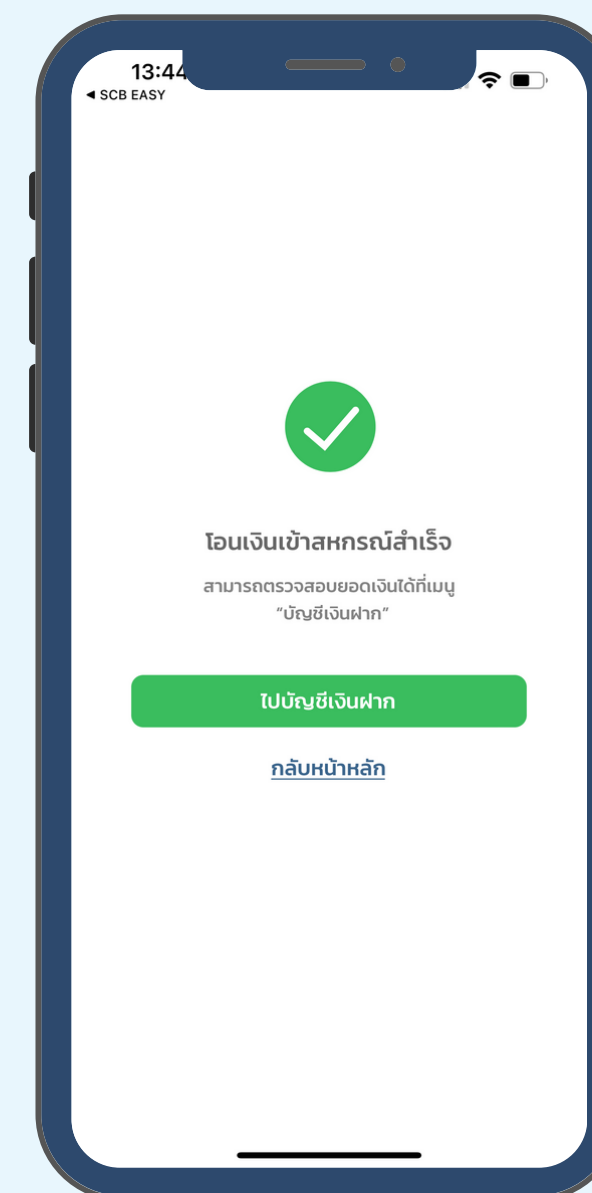 13:44
◀ SCB EASY
โอนเงินเข้าสหกรณ์สำเร็จ
สามารถตรวจสอบยอดเงินได้ที่เมนู
“บัญชีเงินฝาก”
ไปบัญชีเงินฝาก
กลับหน้าหลัก